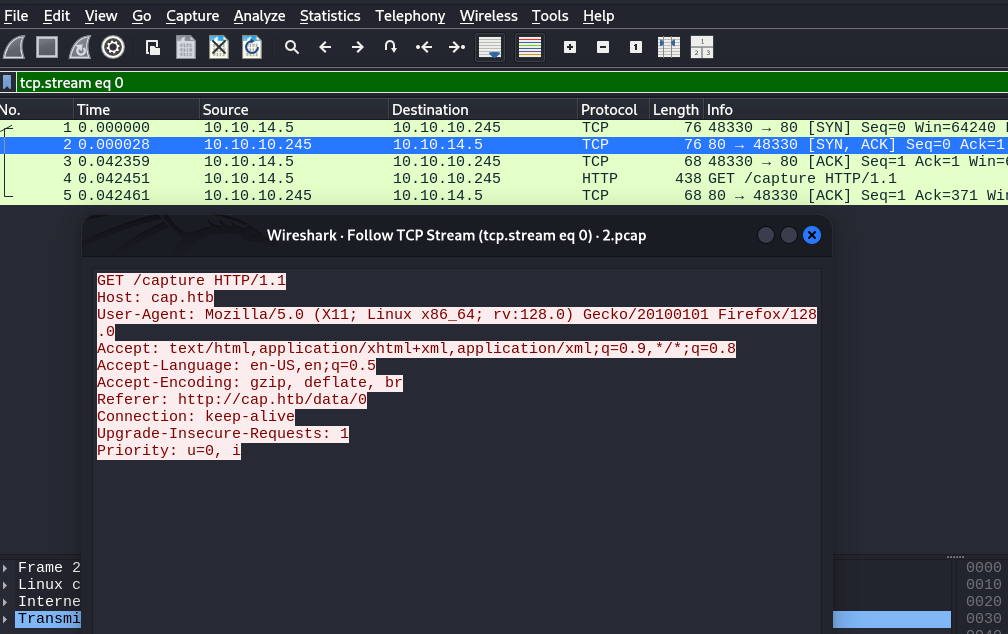 File Edit View Go Capture Analyze Statistics Telephony Wireless Tools Help
tcp.stream eq 0
No. Time Source Destination Protocol Length Info
1 0.000000 10.10.14.5 10.10.10.245 TCP 76 48330 → 80 [SYN] Seq=0 Win=64240
2 0.000028 10.10.10.245 10.10.14.5 TCP 76 80 → 48330 [SYN, ACK] Seq=0 Ack=1
3 0.042359 10.10.14.5 10.10.10.245 TCP 68 48330 → 80 [ACK] Seq=1 Ack=1 Win=
4 0.042451 10.10.14.5 10.10.10.245 HTTP 438 GET /capture HTTP/1.1
5 0.042461 10.10.10.245 10.10.14.5 TCP 68 80 → 48330 [ACK] Seq=1 Ack=371 Wi
Wireshark · Follow TCP Stream (tcp.stream eq 0) · 2.pcap
GET /capture HTTP/1.1
Host: cap.htb
User-Agent: Mozilla/5.0 (X11; Linux x86_64; rv:128.0) Gecko/20100101 Firefox/128
.0
Accept: text/html,application/xhtml+xml,application/xml;q=0.9,*/*;q=0.8
Accept-Language: en-US,en;q=0.5
Accept-Encoding: gzip, deflate, br
Referer: http://cap.htb/data/0
Connection: keep-alive
Upgrade-Insecure-Requests: 1
Priority: u=0, i
Frame 2
Linux c
Interne
Transmi
0000
0010
0020
0030